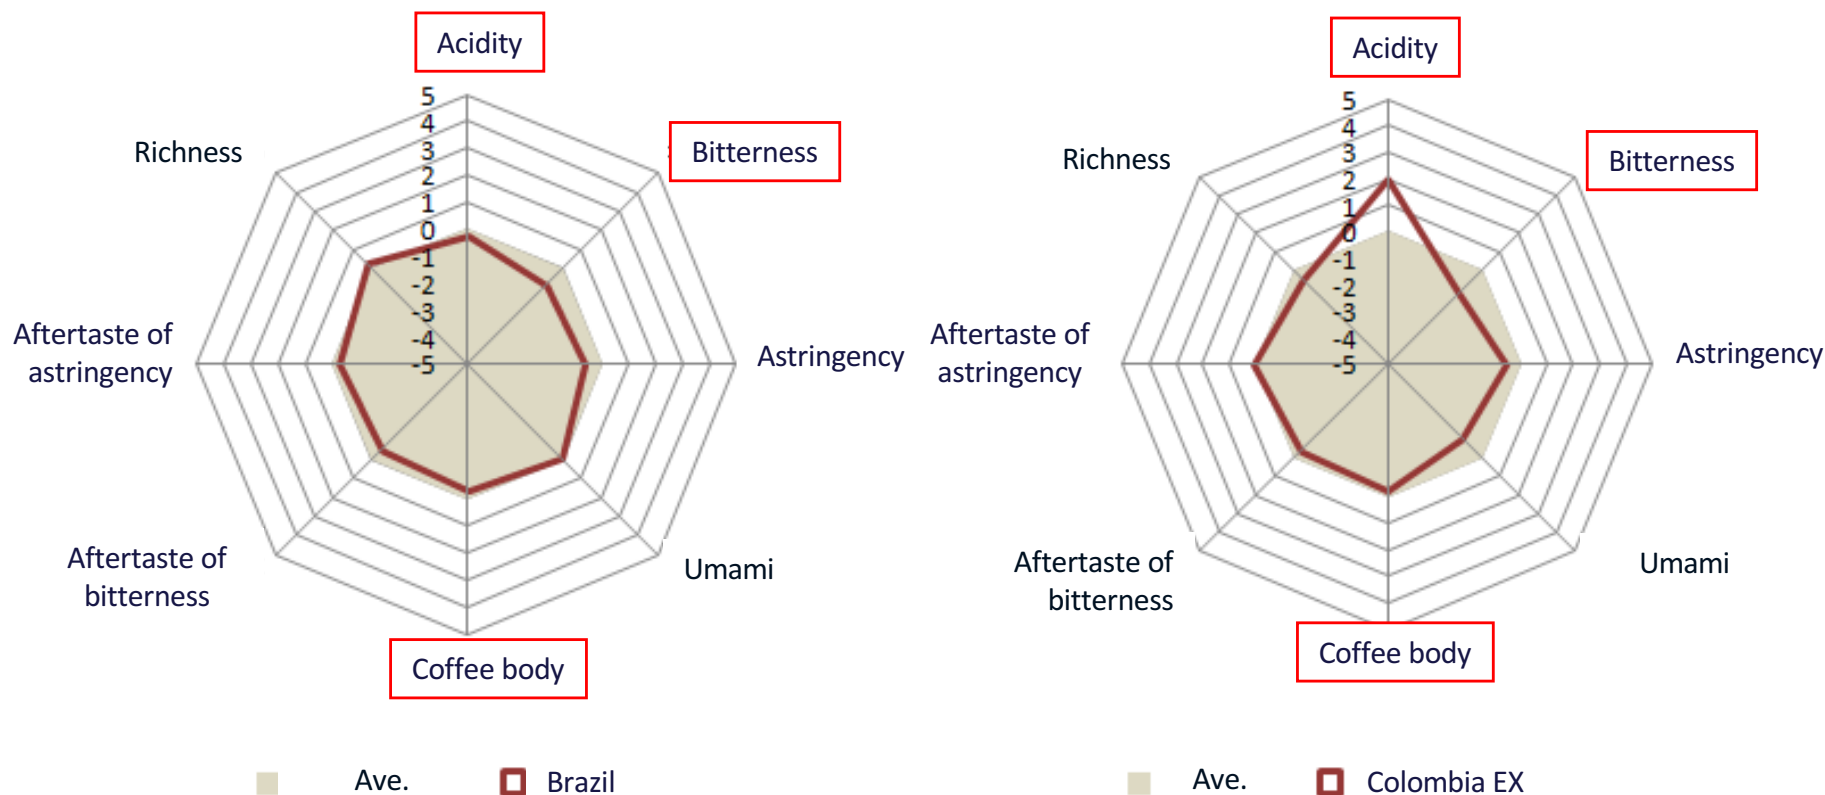 Acidity
5
4
3
2
1
0
-1
-2
-3
-4
-5
Richness
Bitterness
Aftertaste of
astringency
Astringency
Aftertaste of
bitterness
Umami
Coffee body
Ave.
Brazil
Acidity
5
4
3
2
1
0
-1
-2
-3
-4
-5
Richness
Bitterness
Aftertaste of
astringency
Astringency
Aftertaste of
bitterness
Umami
Coffee body
Ave.
Colombia EX